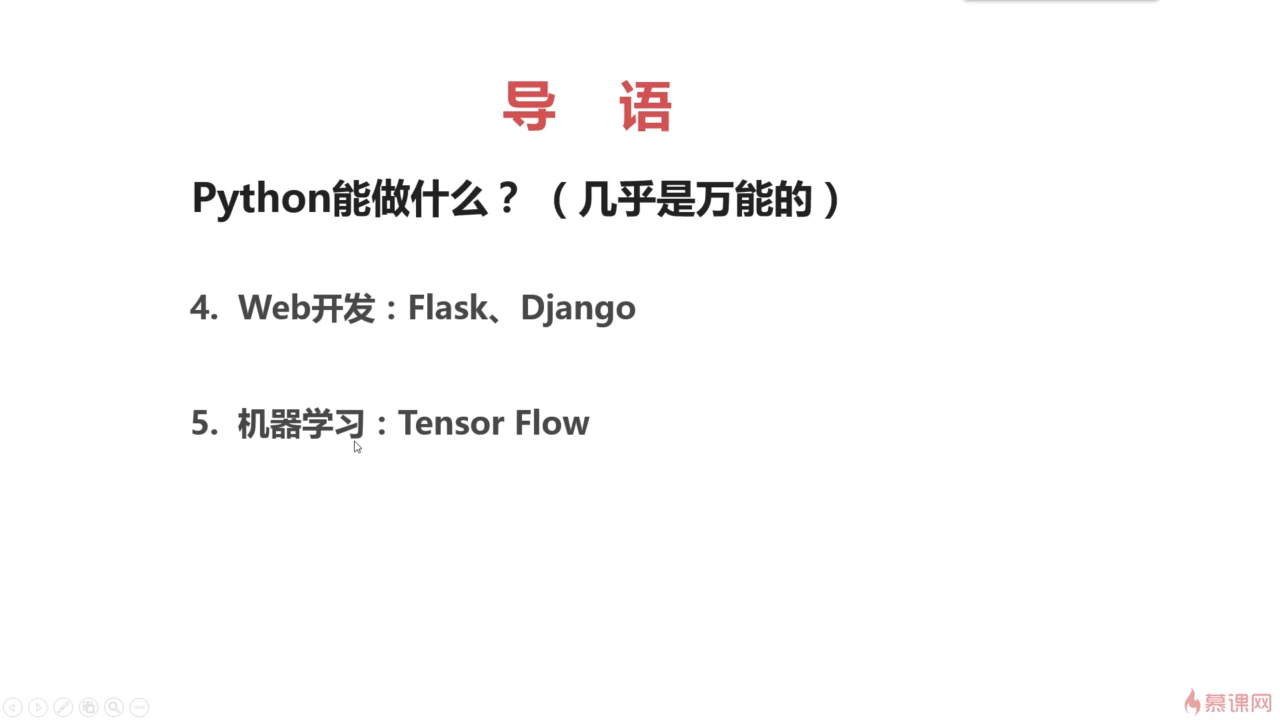 导 语
Python能做什么？（几乎是万能的）
4. Web开发：Flask、Django
5. 机器学习：Tensor Flow
慕课网